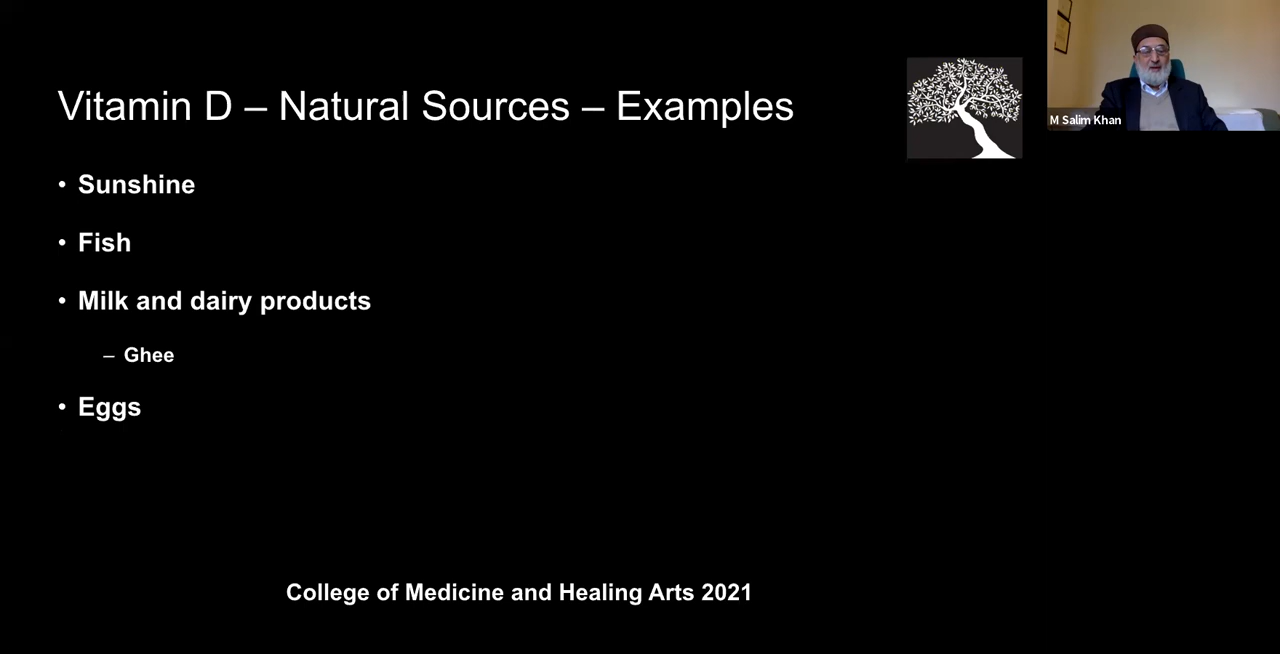 Vitamin D – Natural Sources – Examples
M Salim Khan
• Sunshine
• Fish
• Milk and dairy products
– Ghee
• Eggs
College of Medicine and Healing Arts 2021